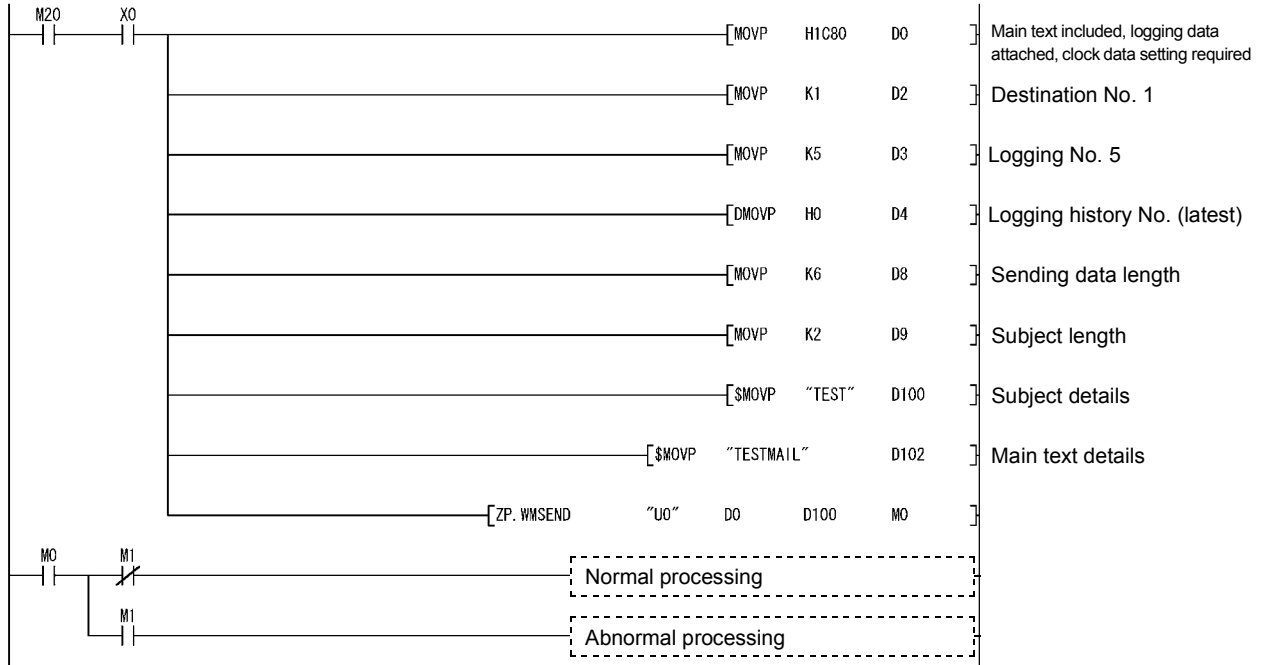 M20 X0
[MOVP H1C80 D0 ] Main text included, logging data
attached, clock data setting required
[MOVP K1 D2 ] Destination No. 1
[MOVP K5 D3 ] Logging No. 5
[DMOVP H0 D4 ] Logging history No. (latest)
[MOVP K6 D8 ] Sending data length
[MOVP K2 D9 ] Subject length
[$MOVP "TEST" D100 ] Subject details
[$MOVP "TESTMAIL" D102 ] Main text details
[ZP.WMSEND "U0" D0 D100 M0 ]
M0 M1
Normal processing
M1
Abnormal processing